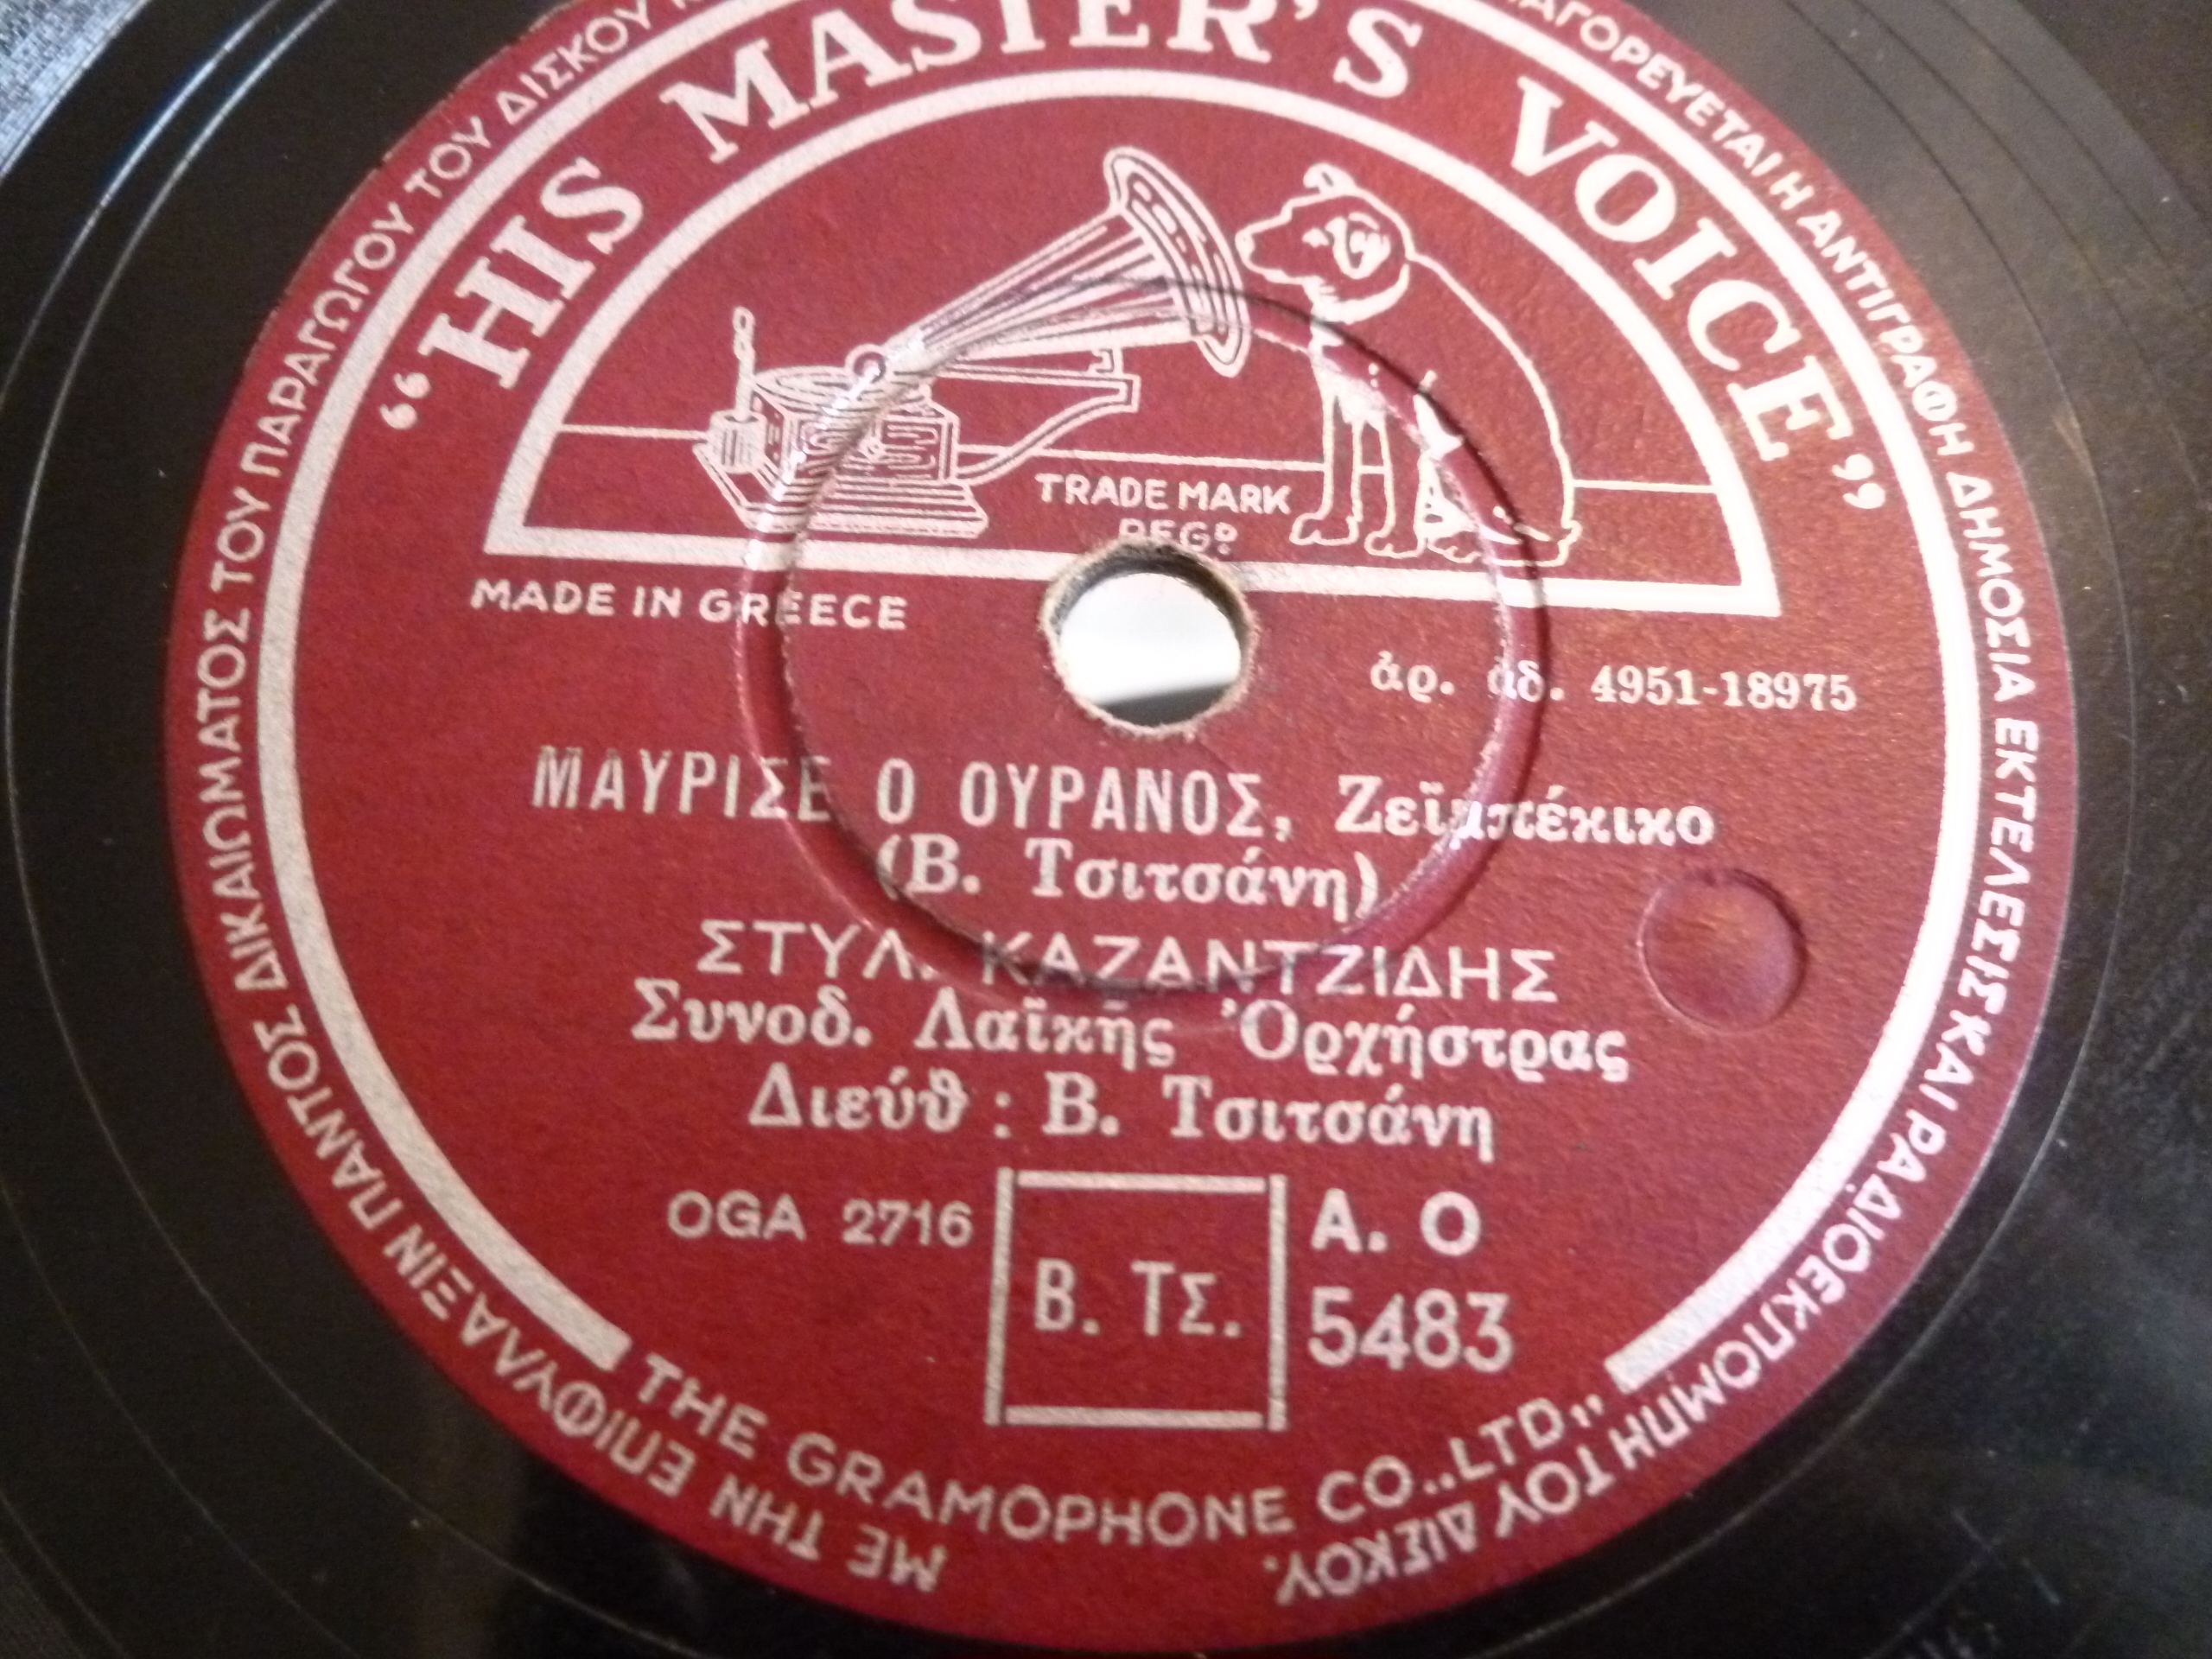 “HIS MASTER'S VOICE”
TRADE MARK
REGD
MADE IN GREECE
ἀρ. ἀδ. 4951-18975
ΜΑΥΡΙΣΕ Ο ΟΥΡΑΝΟΣ, Ζεϊμπέκικο
(Β. Τσιτσάνη)
ΣΤΥΛ. ΚΑΖΑΝΤΖΙΔΗΣ
Συνοδ. Λαϊκῆς Ὀρχήστρας
Διεύθ : Β. Τσιτσάνη
OGA 2716
Β. ΤΣ.
A. O
5483
THE GRAMOPHONE CO., LTD„
ΜΕ ΤΗΝ ΕΠΙΦΥΛΑΞΙΝ ΠΑΝΤΟΣ ΔΙΚΑΙΩΜΑΤΟΣ ΤΟΥ ΠΑΡΑΓΩΓΟΥ ΤΟΥ ΔΙΣΚΟΥ
Η ΑΝΤΙΓΡΑΦΗ ΔΗΜΟΣΙΑ ΕΚΤΕΛΕΣΙΣ ΚΑΙ ΡΑΔΙΟΕΚΠΟΜΠΗ ΤΟΥ ΔΙΣΚΟΥ.